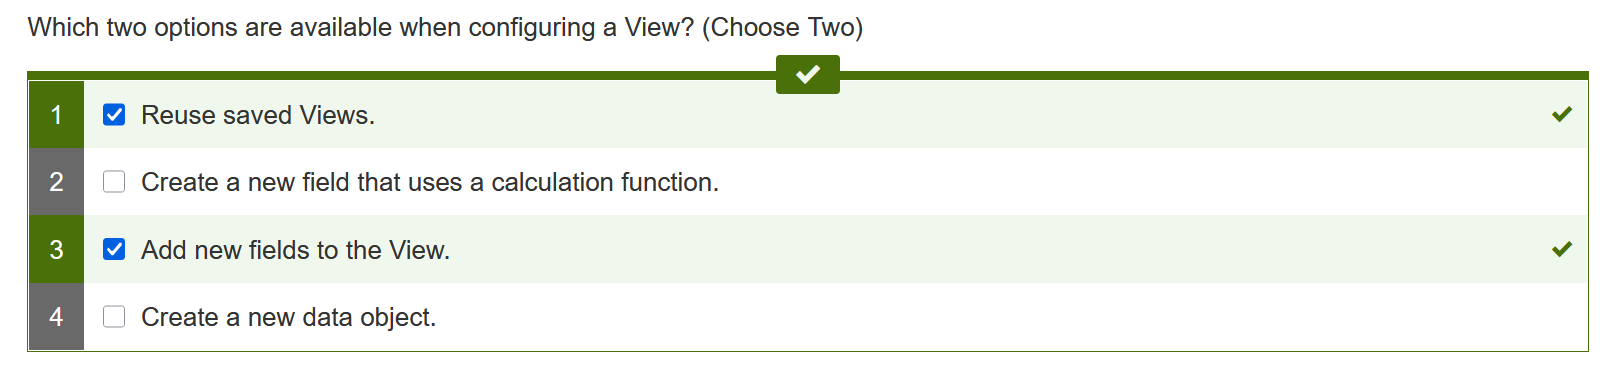 Which two options are available when configuring a View? (Choose Two)
1 Reuse saved Views.
2 Create a new field that uses a calculation function.
3 Add new fields to the View.
4 Create a new data object.